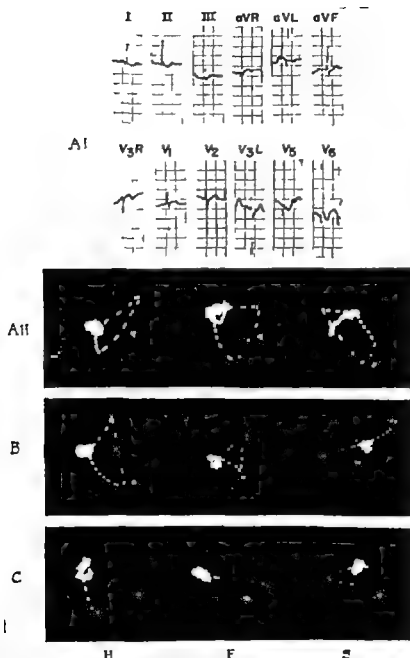 I II III aVR aVL aVF
AI
V3R V1 V2 V3L V5 V6
AII
B
C
H F S